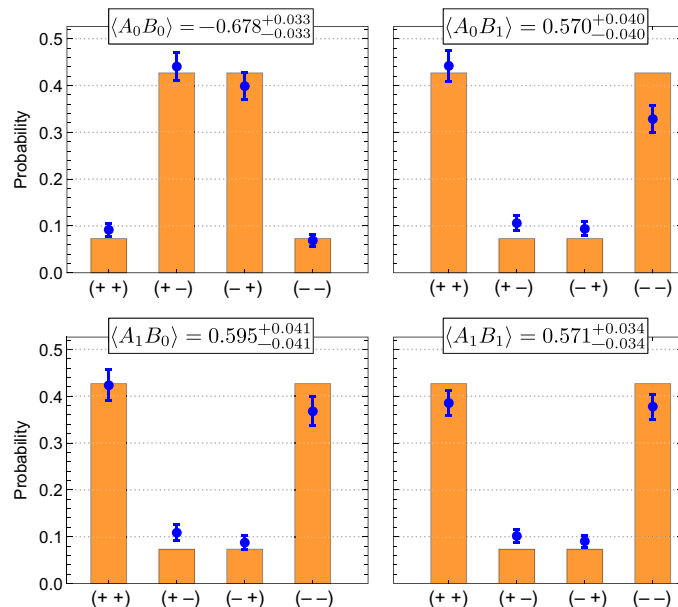 ⟨A₀B₀⟩ = −0.678 +0.033 −0.033
⟨A₀B₁⟩ = 0.570 +0.040 −0.040
Probability
0.5
0.4
0.3
0.2
0.1
0.0
(+ +) (+ −) (− +) (− −)
(+ +) (+ −) (− +) (− −)
⟨A₁B₀⟩ = 0.595 +0.041 −0.041
⟨A₁B₁⟩ = 0.571 +0.034 −0.034
Probability
0.5
0.4
0.3
0.2
0.1
0.0
(+ +) (+ −) (− +) (− −)
(+ +) (+ −) (− +) (− −)